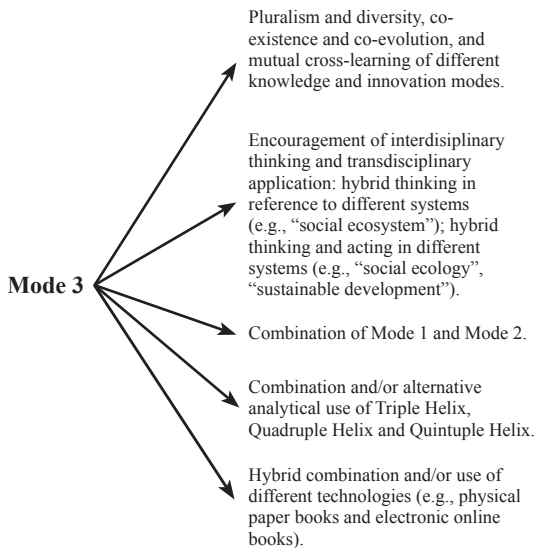 Pluralism and diversity, co-
existence and co-evolution, and
mutual cross-learning of different
knowledge and innovation modes.
Encouragement of interdisiplinary
thinking and transdisciplinary
application: hybrid thinking in
reference to different systems
(e.g., “social ecosystem”); hybrid
thinking and acting in different
systems (e.g., “social ecology”,
“sustainable development”).
Mode 3
Combination of Mode 1 and Mode 2.
Combination and/or alternative
analytical use of Triple Helix,
Quadruple Helix and Quintuple Helix.
Hybrid combination and/or use of
different technologies (e.g., physical
paper books and electronic online
books).